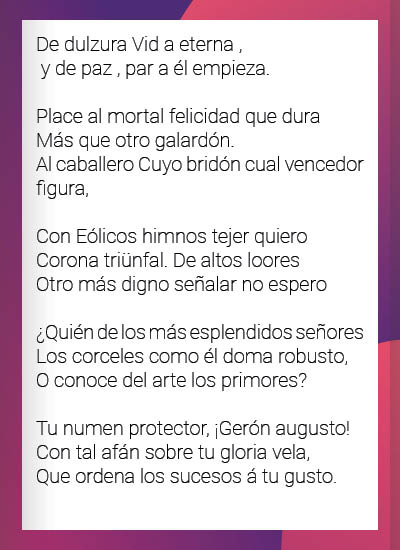 De dulzura Vid a eterna ,
y de paz , par a él empieza.
Place al mortal felicidad que dura
Más que otro galardón.
Al caballero Cuyo bridón cual vencedor
figura,
Con Eólicos himnos tejer quiero
Corona triünfal. De altos loores
Otro más digno señalar no espero
¿Quién de los más esplendidos señores
Los corceles como él doma robusto,
O conoce del arte los primores?
Tu numen protector, ¡Gerón augusto!
Con tal afán sobre tu gloria vela,
Que ordena los sucesos á tu gusto.